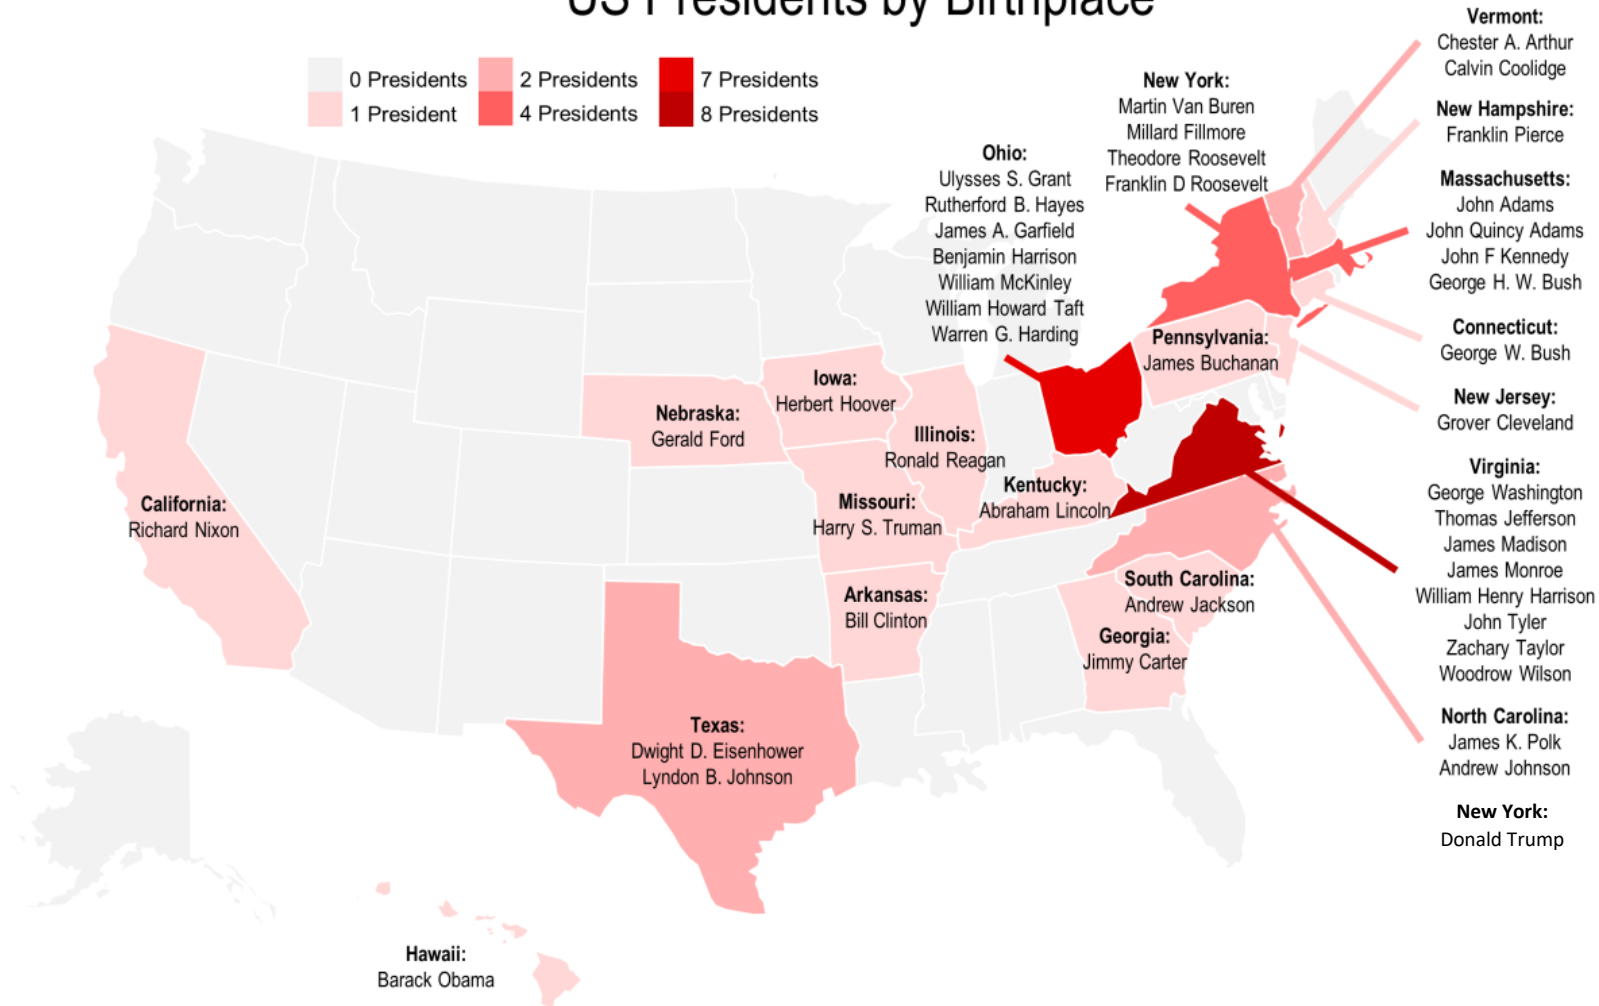 US Presidents by Birthplace
0 Presidents
1 President
2 Presidents
4 Presidents
7 Presidents
8 Presidents
Vermont:
Chester A. Arthur
Calvin Coolidge
New Hampshire:
Franklin Pierce
Massachusetts:
John Adams
John Quincy Adams
John F Kennedy
George H. W. Bush
Connecticut:
George W. Bush
New Jersey:
Grover Cleveland
Virginia:
George Washington
Thomas Jefferson
James Madison
James Monroe
William Henry Harrison
John Tyler
Zachary Taylor
Woodrow Wilson
North Carolina:
James K. Polk
Andrew Johnson
New York:
Donald Trump
New York:
Martin Van Buren
Millard Fillmore
Theodore Roosevelt
Franklin D Roosevelt
Ohio:
Ulysses S. Grant
Rutherford B. Hayes
James A. Garfield
Benjamin Harrison
William McKinley
William Howard Taft
Warren G. Harding
Pennsylvania:
James Buchanan
Iowa:
Herbert Hoover
Nebraska:
Gerald Ford
Illinois:
Ronald Reagan
Kentucky:
Abraham Lincoln
Missouri:
Harry S. Truman
California:
Richard Nixon
Arkansas:
Bill Clinton
South Carolina:
Andrew Jackson
Georgia:
Jimmy Carter
Texas:
Dwight D. Eisenhower
Lyndon B. Johnson
Hawaii:
Barack Obama